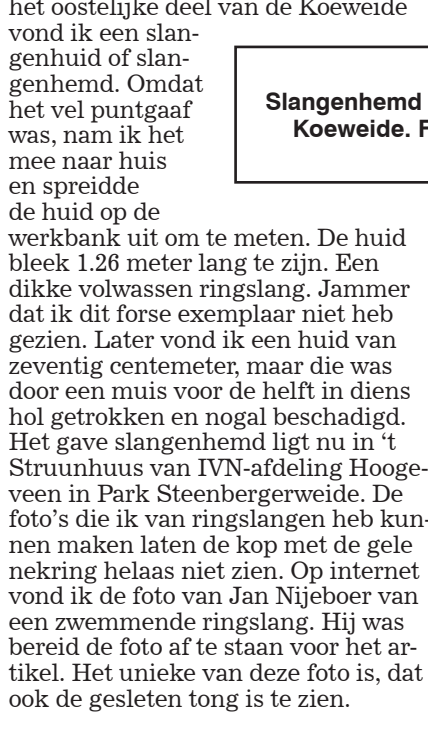 het oostelijke deel van de Koeweide
vond ik een slan-
genhuid of slan-
genhemd. Omdat
het vel puntgaaf
was, nam ik het
mee naar huis
en spreidde
de huid op de
werkbank uit om te meten. De huid
bleek 1.26 meter lang te zijn. Een
dikke volwassen ringslang. Jammer
dat ik dit forse exemplaar niet heb
gezien. Later vond ik een huid van
zeventig centemeter, maar die was
door een muis voor de helft in diens
hol getrokken en nogal beschadigd.
Het gave slangenhemd ligt nu in ‘t
Struunhuus van IVN-afdeling Hooge-
veen in Park Steenbergerweide. De
foto’s die ik van ringslangen heb kun-
nen maken laten de kop met de gele
nekring helaas niet zien. Op internet
vond ik de foto van Jan Nijeboer van
een zwemmende ringslang. Hij was
bereid de foto af te staan voor het ar-
tikel. Het unieke van deze foto is, dat
ook de gesleten tong is te zien.
Slangenhemd
Koeweide. F